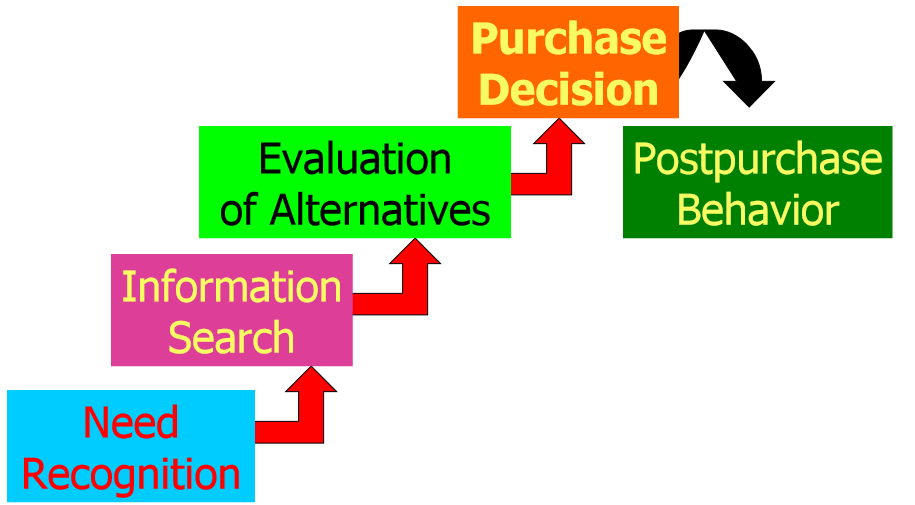 Purchase
Decision
Evaluation
of Alternatives
Postpurchase
Behavior
Information
Search
Need
Recognition